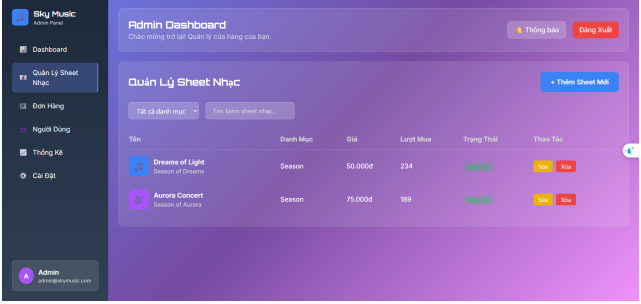 Sky Music
Admin Panel
Dashboard
Quản Lý Sheet
Nhạc
Đơn Hàng
Người Dùng
Thống Kê
Cài Đặt
A
Admin
admin@skymusic.com
Admin Dashboard
Chào mừng trở lại! Quản lý cửa hàng của bạn.
Thông báo
Đăng Xuất
Quản Lý Sheet Nhạc
+ Thêm Sheet Mới
Tất cả danh mục
Tìm kiếm sheet nhạc...
Tên Danh Mục Giá Lượt Mua Trạng Thái Thao Tác
Dreams of Light Season 50.000đ 234 Sửa Xóa
Season of Dreams
Aurora Concert Season 75.000đ 189 Sửa Xóa
Season of Aurora